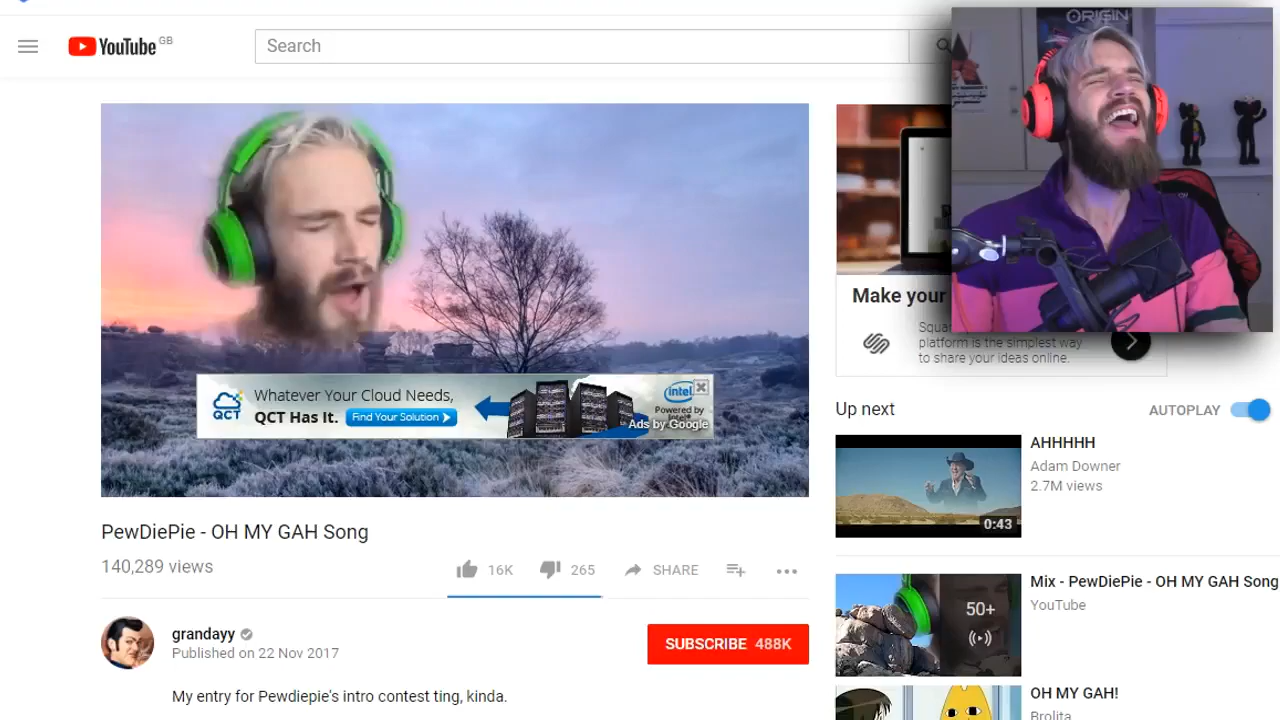 YouTube GB
Search
ORIGIN
Make your
Squar
platform is the simplest way
to share your ideas online.
Whatever Your Cloud Needs,
QCT
QCT Has It. Find Your Solution
intel
Powered by
Intel®
Ads by Google
Up next
AUTOPLAY
AHHHHH
Adam Downer
2.7M views
0:43
PewDiePie - OH MY GAH Song
140,289 views
16K
265
SHARE
Mix - PewDiePie - OH MY GAH Song
YouTube
50+
grandayy
Published on 22 Nov 2017
SUBSCRIBE 488K
My entry for Pewdiepie's intro contest ting, kinda.
OH MY GAH!
Brolita